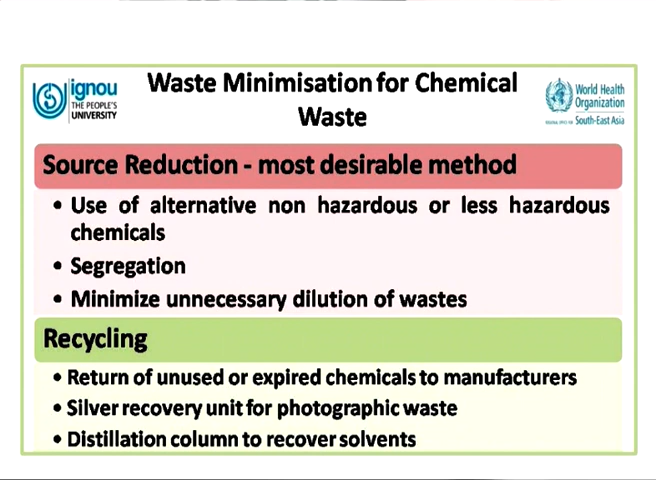 ignou
THE PEOPLE'S
UNIVERSITY
Waste Minimisation for Chemical
Waste
World Health
Organization
South-East Asia
Source Reduction - most desirable method
• Use of alternative non hazardous or less hazardous
chemicals
• Segregation
• Minimize unnecessary dilution of wastes
Recycling
• Return of unused or expired chemicals to manufacturers
• Silver recovery unit for photographic waste
• Distillation column to recover solvents